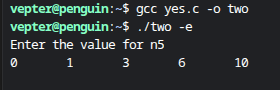 vepter@penguin:~$ gcc yes.c -o two
vepter@penguin:~$ ./two -e
Enter the value for n5
0 1 3 6 10